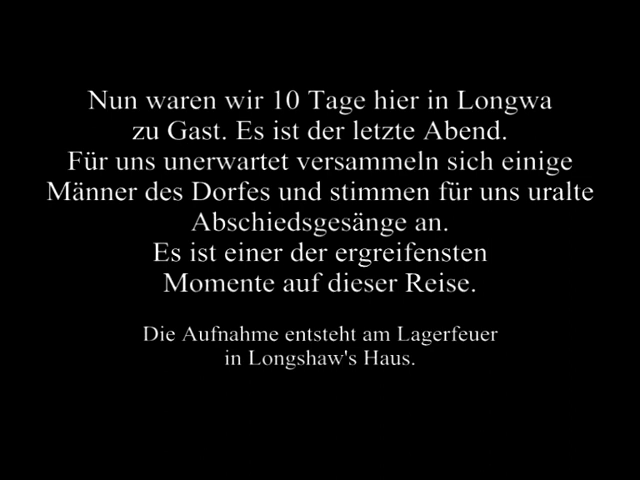 Nun waren wir 10 Tage hier in Longwa
zu Gast. Es ist der letzte Abend.
Für uns unerwartet versammeln sich einige
Männer des Dorfes und stimmen für uns uralte
Abschiedsgesänge an.
Es ist einer der ergreifensten
Momente auf dieser Reise.
Die Aufnahme entsteht am Lagerfeuer
in Longshaw's Haus.